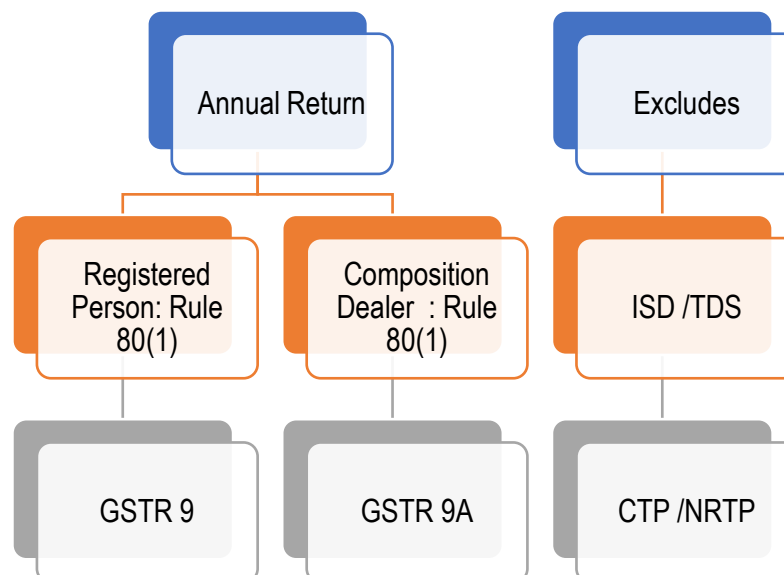 Annual Return
Excludes
Registered
Person: Rule
80(1)
Composition
Dealer : Rule
80(1)
ISD /TDS
GSTR 9
GSTR 9A
CTP /NRTP